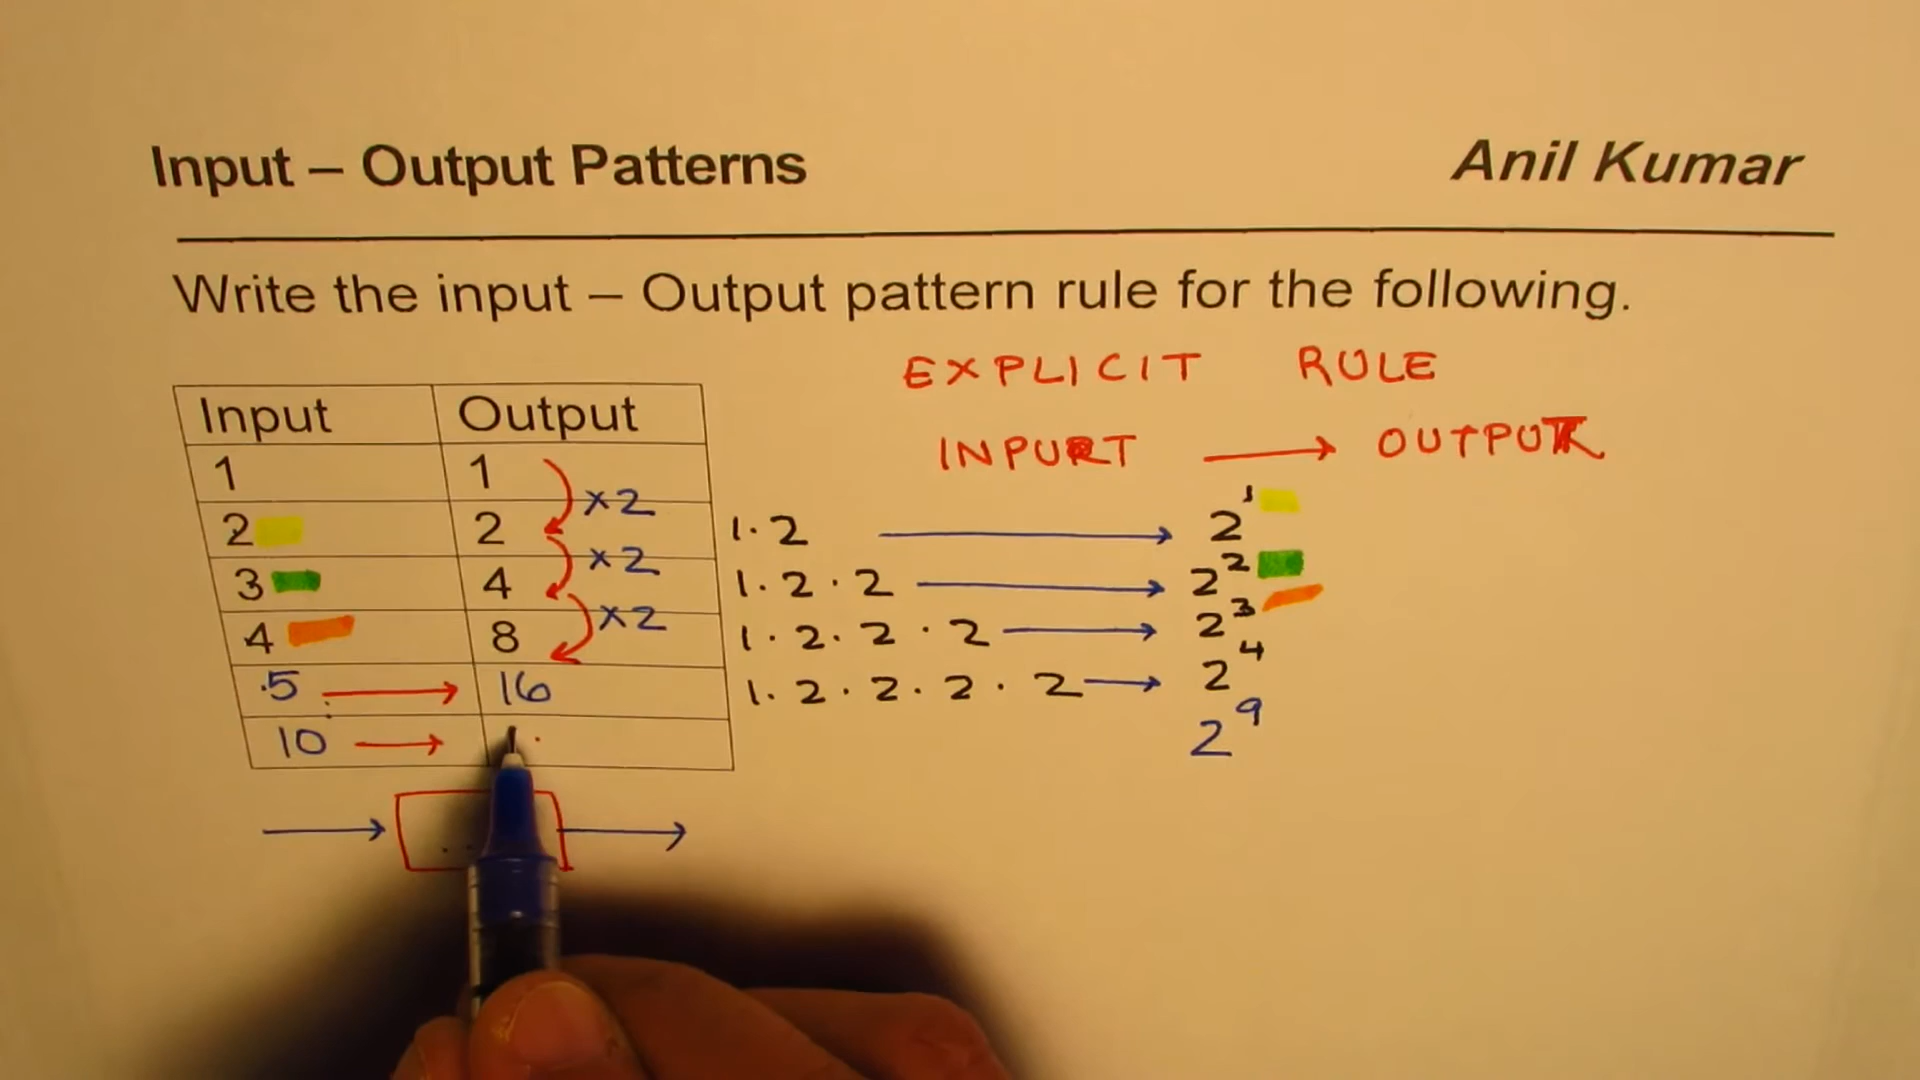 Input – Output Patterns Anil Kumar
Write the input – Output pattern rule for the following.
EXPLICIT RULE
INPUT → OUTPUT
Input Output
1 1
×2
2 2 1·2 → 2¹
×2
3 4 1·2·2 → 2²
×2
4 8 1·2·2·2 → 2³
5 → 16 1·2·2·2·2 → 2⁴
10 → 2⁹